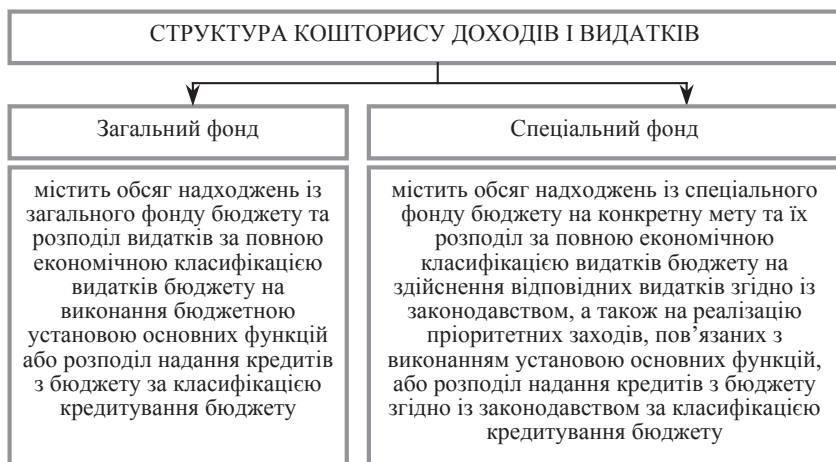 СТРУКТУРА КОШТОРИСУ ДОХОДІВ І ВИДАТКІВ
Загальний фонд
містить обсяг надходжень із
загального фонду бюджету та
розподіл видатків за повною
економічною класифікацією
видатків бюджету на
виконання бюджетною
установою основних функцій
або розподіл надання кредитів
з бюджету за класифікацією
кредитування бюджету
Спеціальний фонд
містить обсяг надходжень із спеціального
фонду бюджету на конкретну мету та їх
розподіл за повною економічною
класифікацією видатків бюджету на
здійснення відповідних видатків згідно із
законодавством, а також на реалізацію
пріоритетних заходів, пов’язаних з
виконанням установою основних функцій,
або розподіл надання кредитів з бюджету
згідно із законодавством за класифікацією
кредитування бюджету